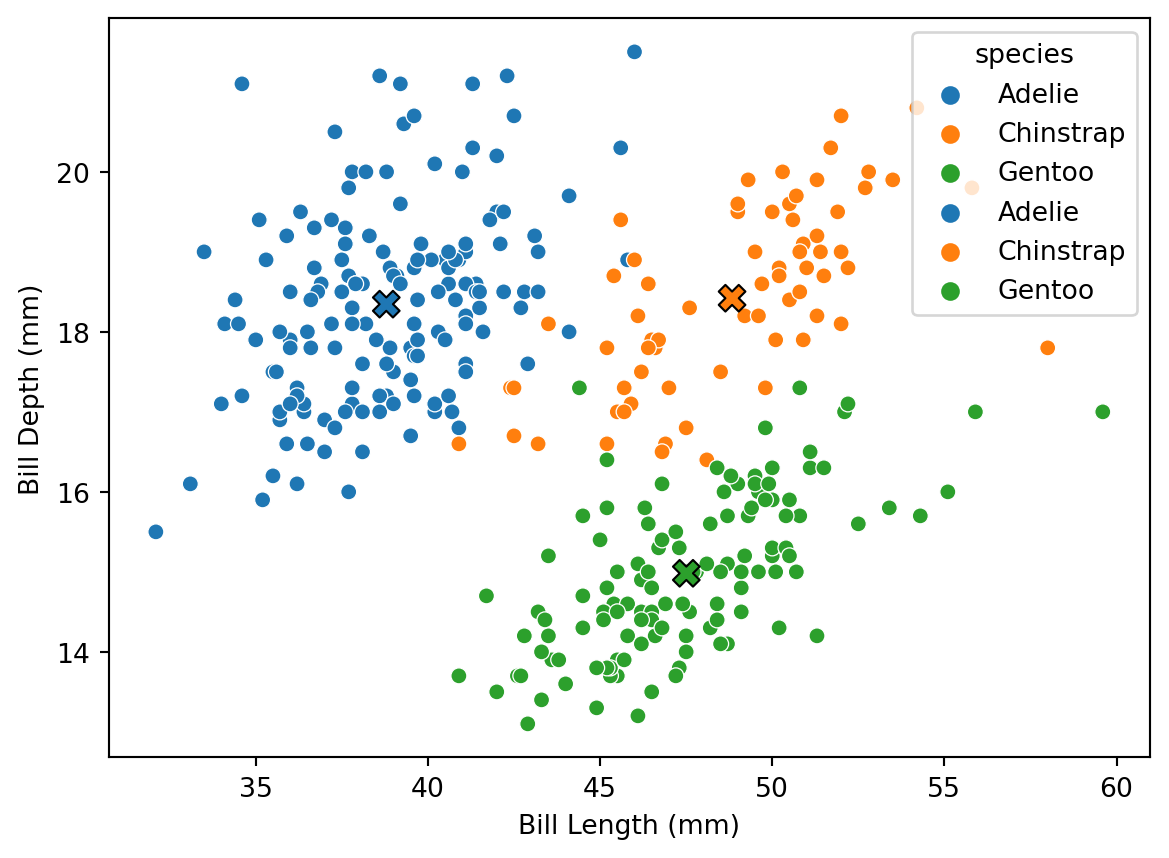 species
Adelie
Chinstrap
Gentoo
Adelie
Chinstrap
Gentoo
20
18
16
14
Bill Depth (mm)
35 40 45 50 55 60
Bill Length (mm)